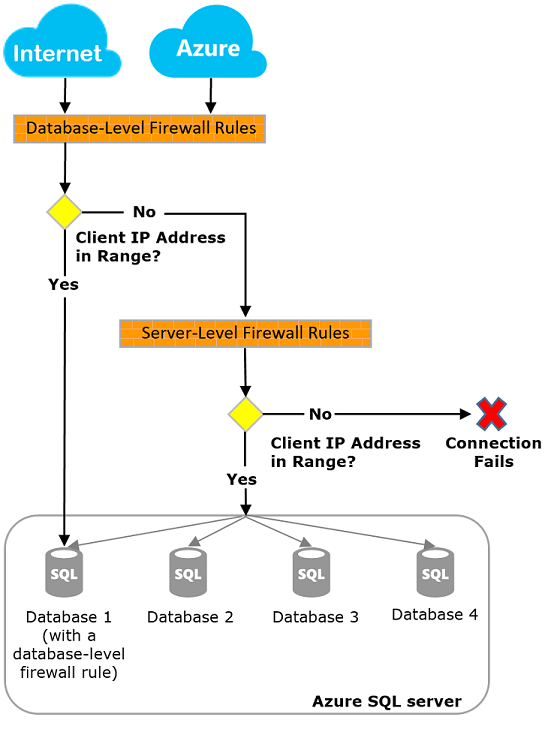 Internet
Azure
Database-Level Firewall Rules
No
Client IP Address
in Range?
Yes
Server-Level Firewall Rules
No
Client IP Address
in Range?
Connection
Fails
Yes
SQL
SQL
SQL
SQL
Database 1
(with a
database-level
firewall rule)
Database 2
Database 3
Database 4
Azure SQL server